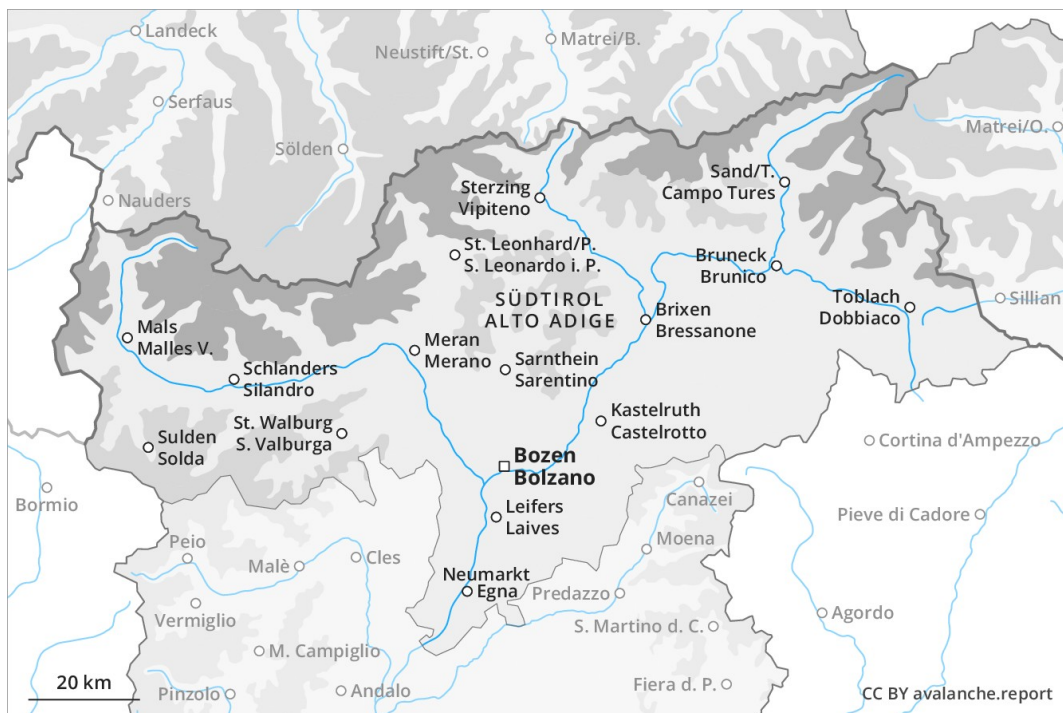 Landeck
Neustift/St.
Matrei/B.
Serfaus
Matrei/O.
Sölden
Sand/T.
Campo Tures
Sterzing
Vipiteno
Nauders
St. Leonhard/P.
S. Leonardo i. P.
Bruneck
Brunico
SÜDTIROL
ALTO ADIGE
Toblach
Dobbiaco
Sillian
Brixen
Bressanone
Mals
Malles V.
Meran
Merano
Sarnthein
Sarentino
Schlanders
Silandro
St. Walburg
S. Valburga
Kastelruth
Castelrotto
Sulden
Solda
Cortina d'Ampezzo
Bozen
Bolzano
Bormio
Canazei
Leifers
Laives
Pieve di Cadore
Moena
Peio
Malè
Cles
Neumarkt
Egna
Predazzo
Vermiglio
Agordo
S. Martino d. C.
M. Campiglio
20 km
Pinzolo
Andalo
Fiera d. P.
CC BY avalanche.report